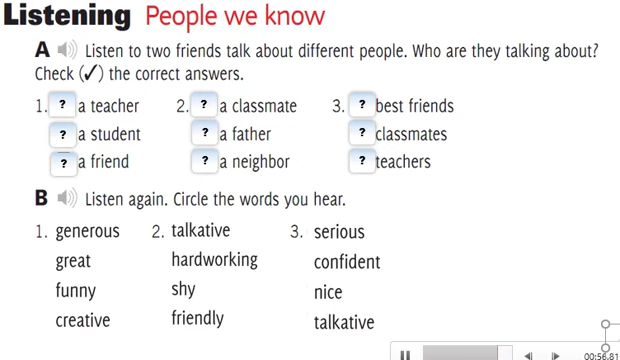 Listening People we know
A Listen to two friends talk about different people. Who are they talking about?
Check (✓) the correct answers.
1. ? a teacher 2. ? a classmate 3. ? best friends
? a student ? a father ? classmates
? a friend ? a neighbor ? teachers
B Listen again. Circle the words you hear.
1. generous 2. talkative 3. serious
great hardworking confident
funny shy nice
creative friendly talkative
00:56.81